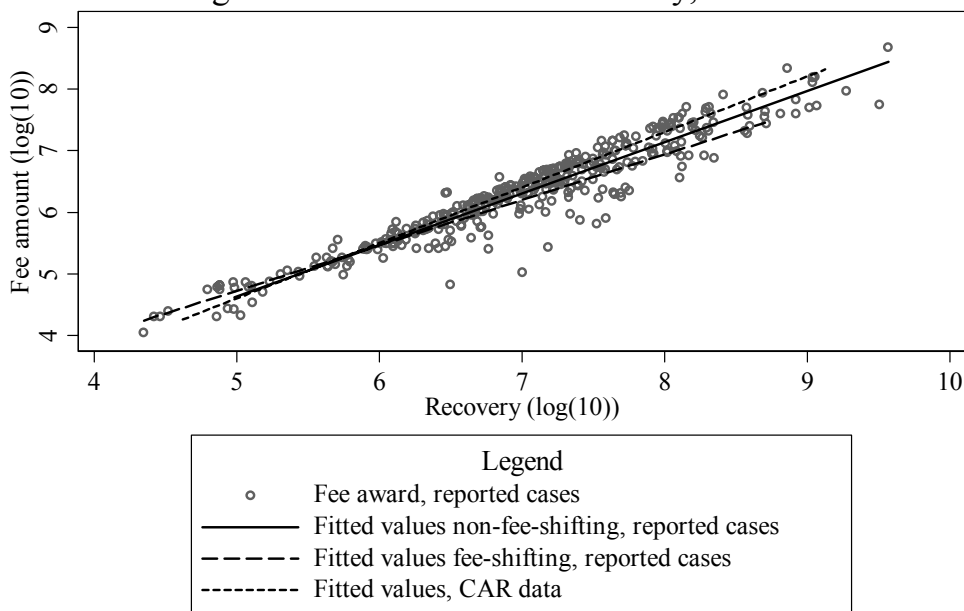 Fee amount (log(10))
9
8
7
6
5
4
4 5 6 7 8 9 10
Recovery (log(10))
Legend
Fee award, reported cases
Fitted values non-fee-shifting, reported cases
Fitted values fee-shifting, reported cases
Fitted values, CAR data